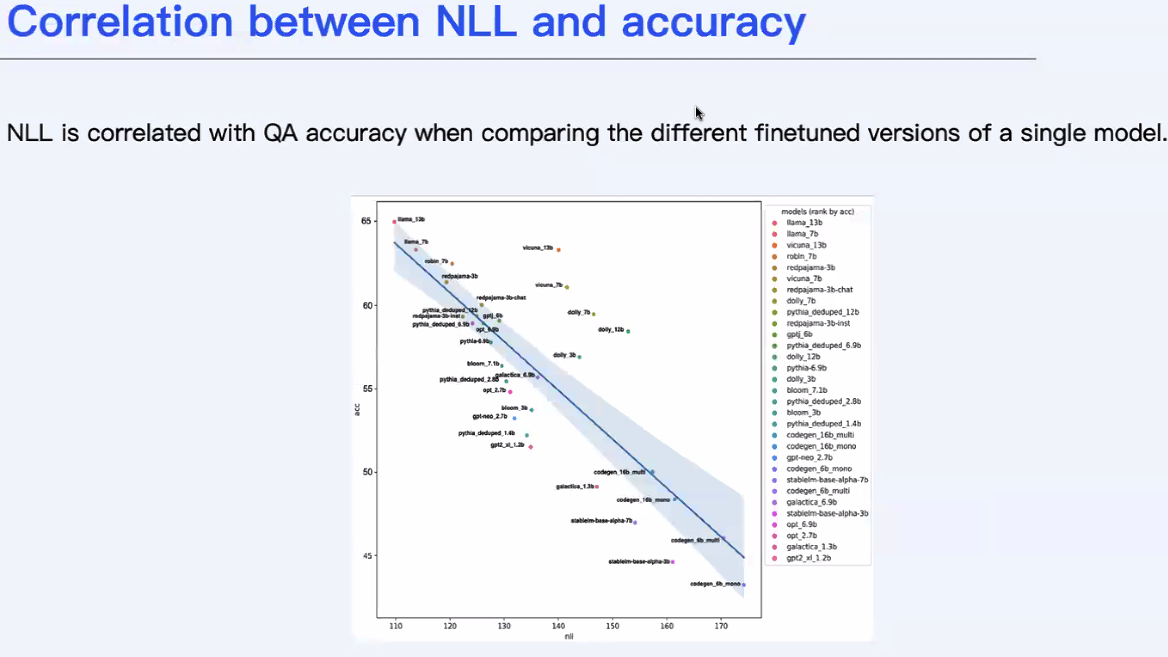 Correlation between NLL and accuracy
NLL is correlated with QA accuracy when comparing the different finetuned versions of a single model.
65
60
55
50
45
acc
llama_13b
llama_7b
vicuna_13b
robin_7b
redpajama-3b
vicuna_7b
redpajama-3b-chat
pythia_deduped_12b
gptj_6b
redpajama-3b-inst
dolly_7b
pythia_deduped_6.9b
opt_6.9b
dolly_12b
pythia-6.9b
dolly_3b
bloom_7.1b
galactica_6.9b
pythia_deduped_2.8b
opt_2.7b
bloom_3b
gpt-neo_2.7b
pythia_deduped_1.4b
gpt2_xl_1.2b
codegen_16b_multi
galactica_1.3b
codegen_16b_mono
stablelm-base-alpha-7b
codegen_6b_multi
stablelm-base-alpha-3b
codegen_6b_mono
110 120 130 140 150 160 170
nll
models (rank by acc)
llama_13b
llama_7b
vicuna_13b
robin_7b
redpajama-3b
vicuna_7b
redpajama-3b-chat
dolly_7b
pythia_deduped_12b
redpajama-3b-inst
gptj_6b
pythia_deduped_6.9b
dolly_12b
pythia-6.9b
dolly_3b
bloom_7.1b
pythia_deduped_2.8b
bloom_3b
pythia_deduped_1.4b
codegen_16b_multi
codegen_16b_mono
gpt-neo_2.7b
codegen_6b_mono
stablelm-base-alpha-7b
codegen_6b_multi
galactica_6.9b
stablelm-base-alpha-3b
opt_6.9b
opt_2.7b
galactica_1.3b
gpt2_xl_1.2b